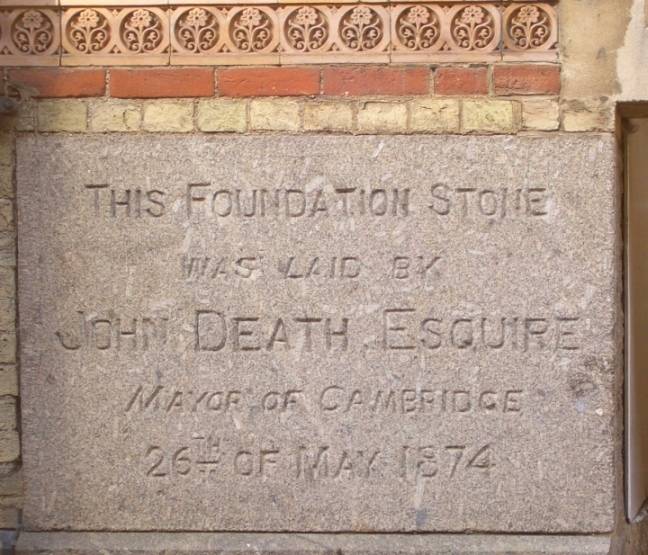 This Foundation Stone
was laid by
John Death, Esquire
Mayor of Cambridge
26TH of May 1874